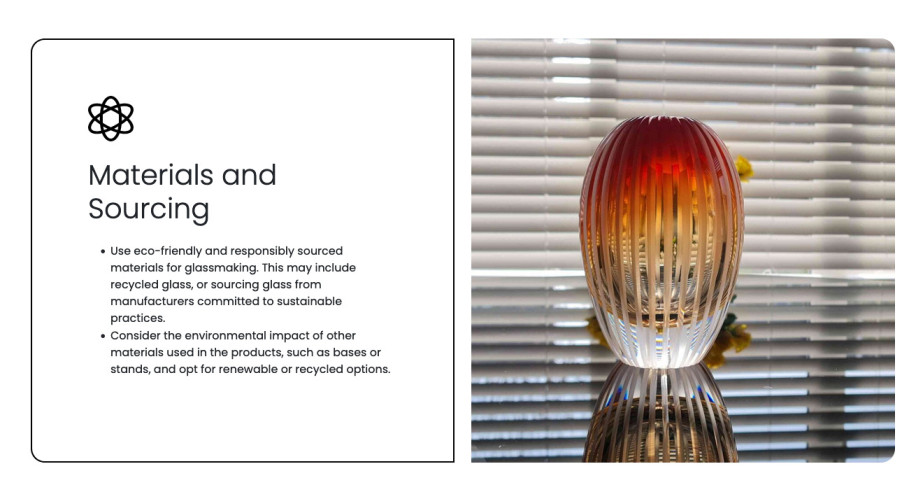 Materials and
Sourcing
• Use eco-friendly and responsibly sourced
materials for glassmaking. This may include
recycled glass, or sourcing glass from
manufacturers committed to sustainable
practices.
• Consider the environmental impact of other
materials used in the products, such as bases or
stands, and opt for renewable or recycled options.